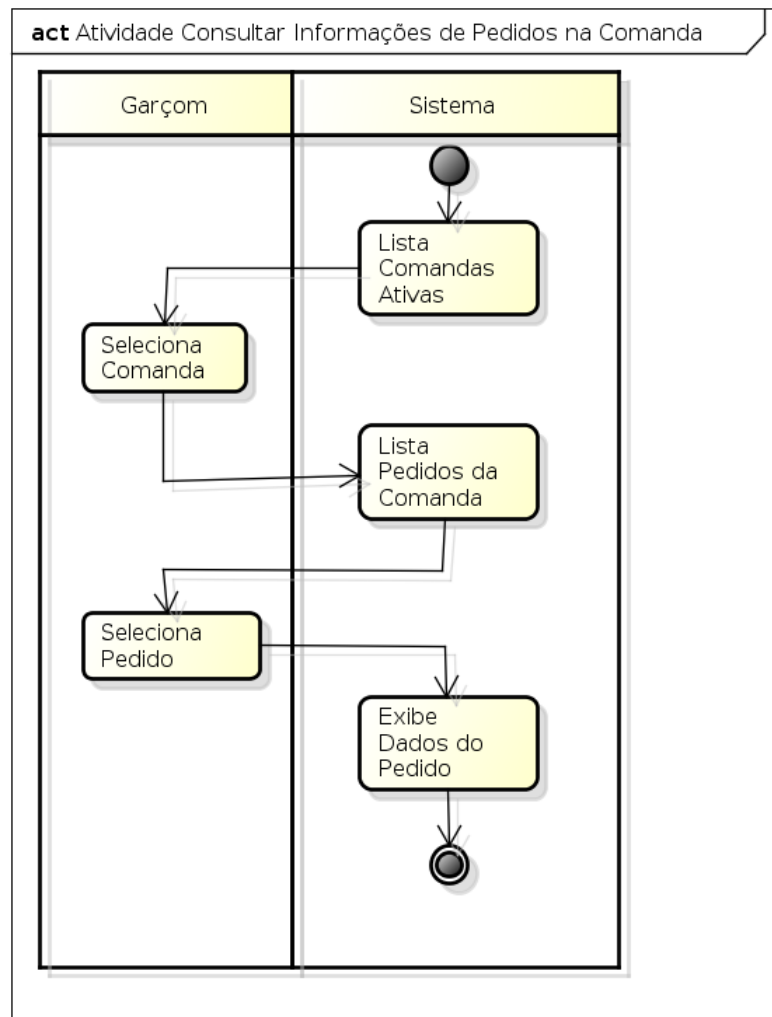 act Atividade Consultar Informações de Pedidos na Comanda
Garçom
Sistema
Lista
Comandas
Ativas
Seleciona
Comanda
Lista
Pedidos da
Comanda
Seleciona
Pedido
Exibe
Dados do
Pedido